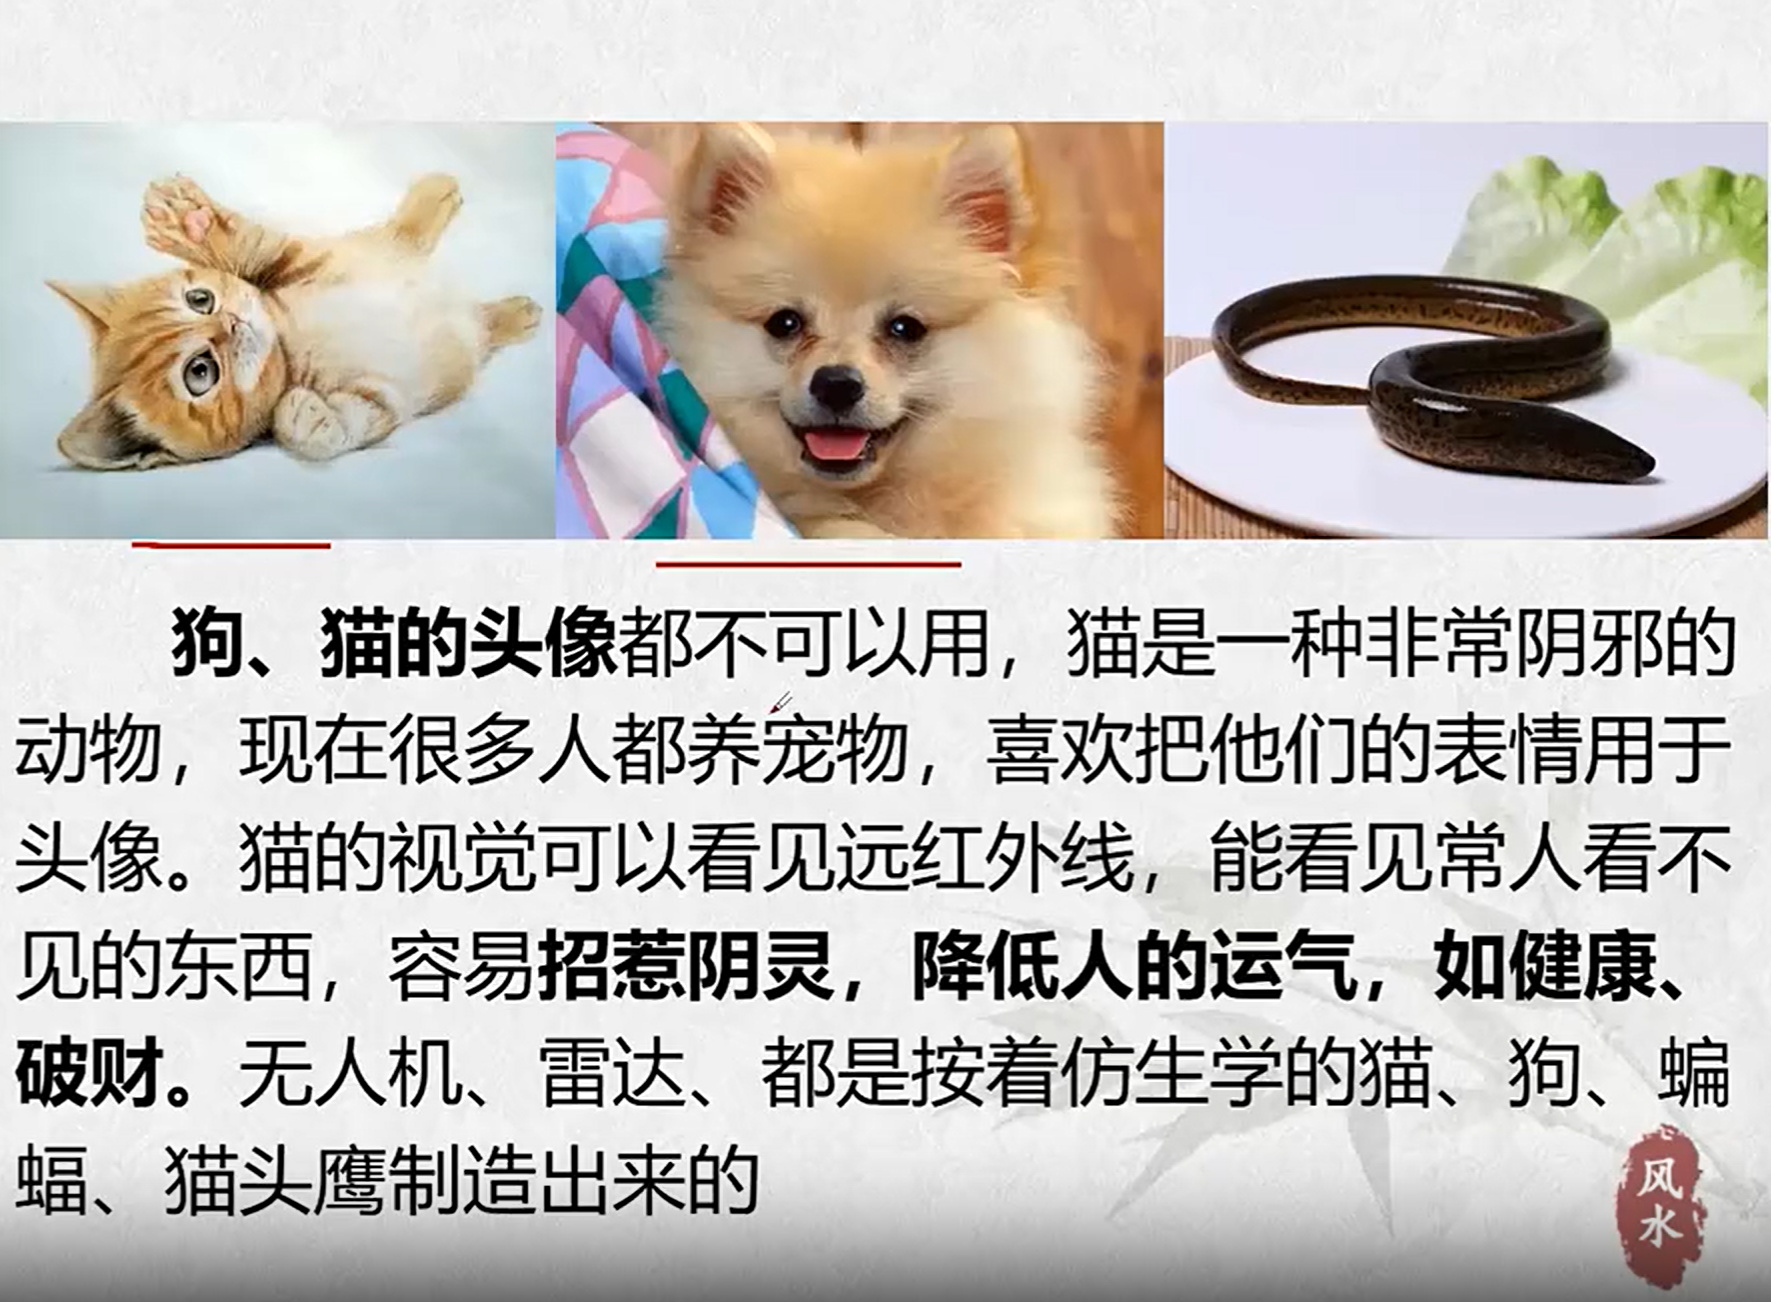 狗、猫的头像都不可以用，猫是一种非常阴邪的
动物，现在很多人都养宠物，喜欢把他们的表情用于
头像。猫的视觉可以看见远红外线，能看见常人看不
见的东西，容易招惹阴灵，降低人的运气，如健康、
破财。无人机、雷达、都是按着仿生学的猫、狗、蝙
蝠、猫头鹰制造出来的
风
水